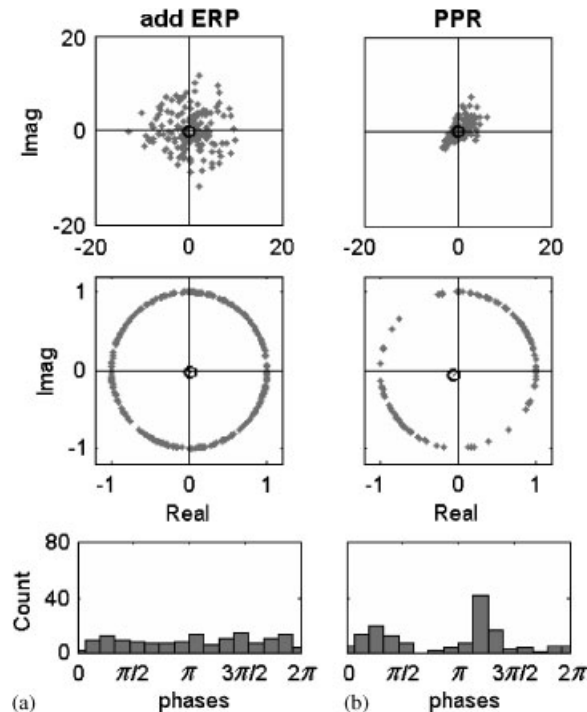 add ERP PPR
20
Imag
0
-20
-20 0 20 -20 0 20
1
Imag
0
-1
-1 0 1 -1 0 1
Real Real
80
Count
40
0
0 π/2 π 3π/2 2π 0 π/2 π 3π/2 2π
(a) phases (b) phases